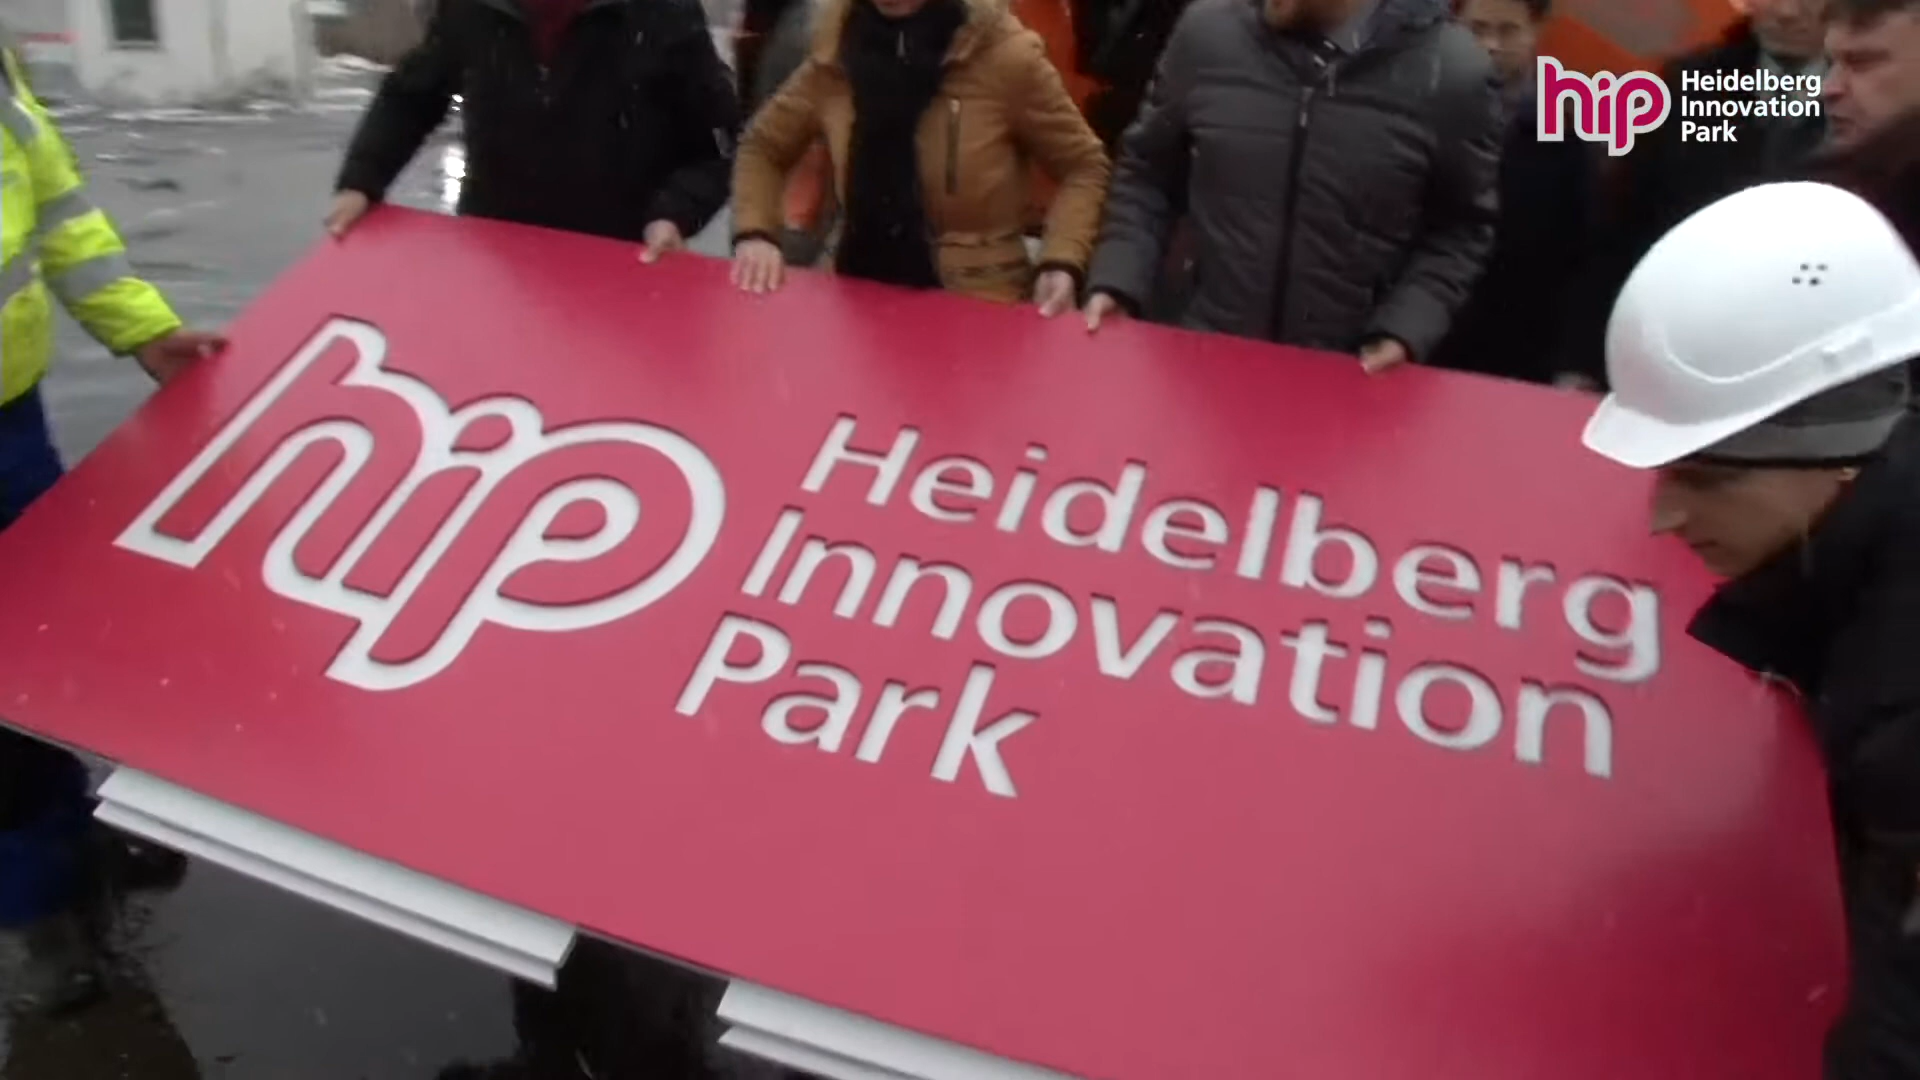 hip
Heidelberg
Innovation
Park
hip
Heidelberg
Innovation
Park